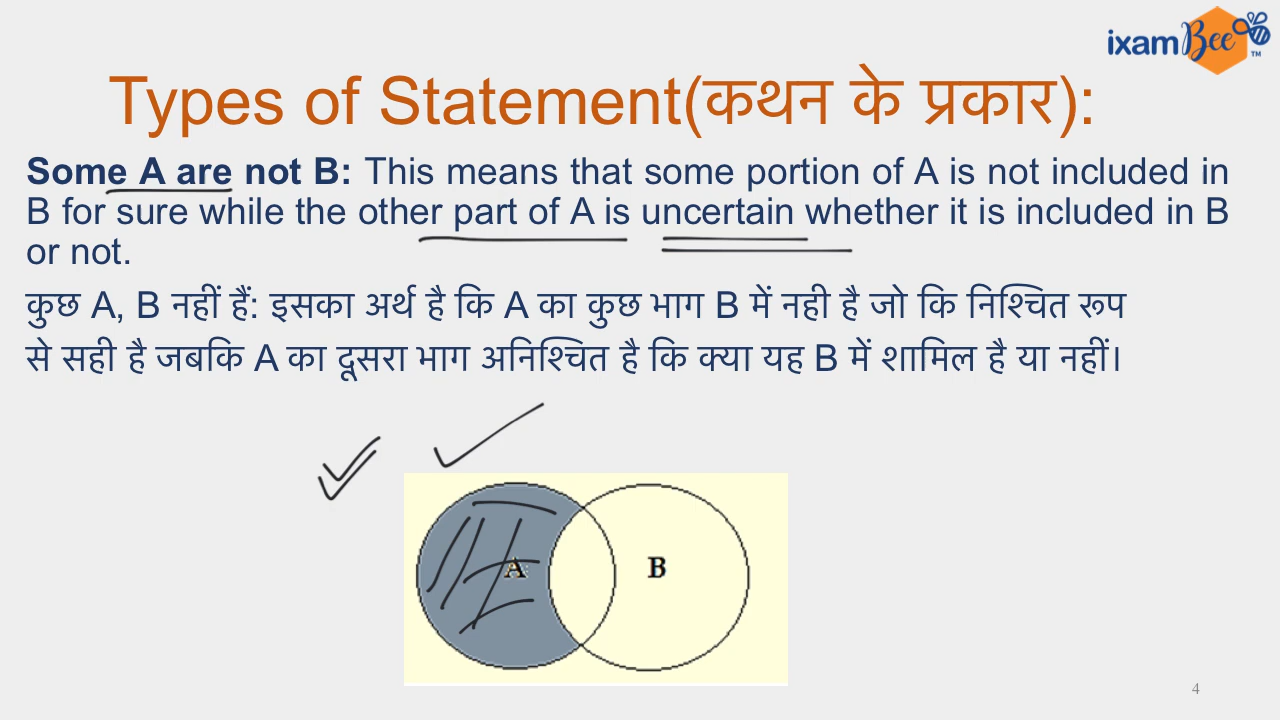 ixamBee TM
Types of Statement(कथन के प्रकार):
Some A are not B: This means that some portion of A is not included in
B for sure while the other part of A is uncertain whether it is included in B
or not.
कुछ A, B नहीं हैं: इसका अर्थ है कि A का कुछ भाग B में नही है जो कि निश्चित रूप
से सही है जबकि A का दूसरा भाग अनिश्चित है कि क्या यह B में शामिल है या नहीं।
A B
4